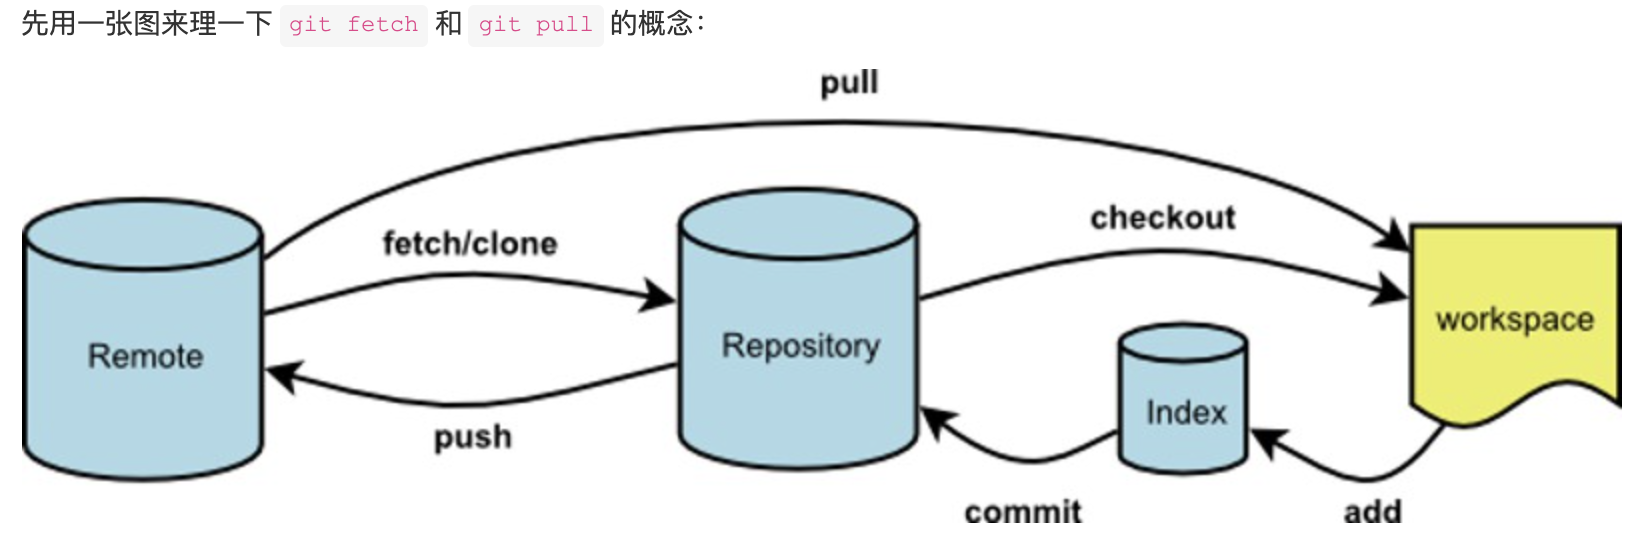 先用一张图来理一下 git fetch 和 git pull 的概念：
pull
fetch/clone
checkout
Remote
Repository
workspace
Index
push
commit
add